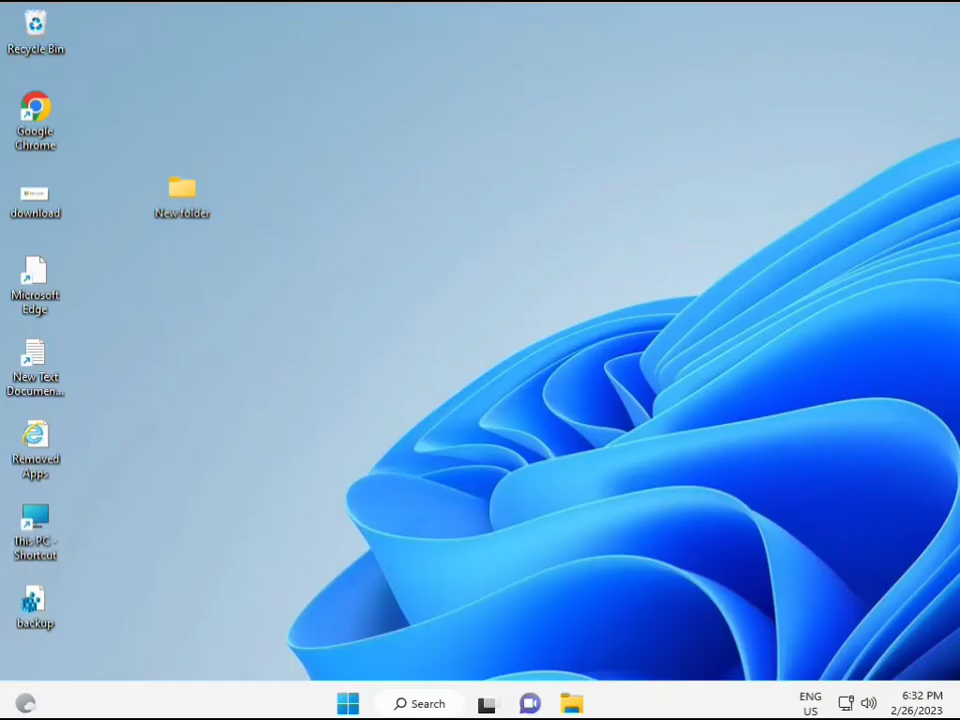 Recycle Bin
Google
Chrome
download
New folder
Microsoft
Edge
New Text
Documen...
Removed
Apps
This PC -
Shortcut
backup
Search
ENG
US
6:32 PM
2/26/2023